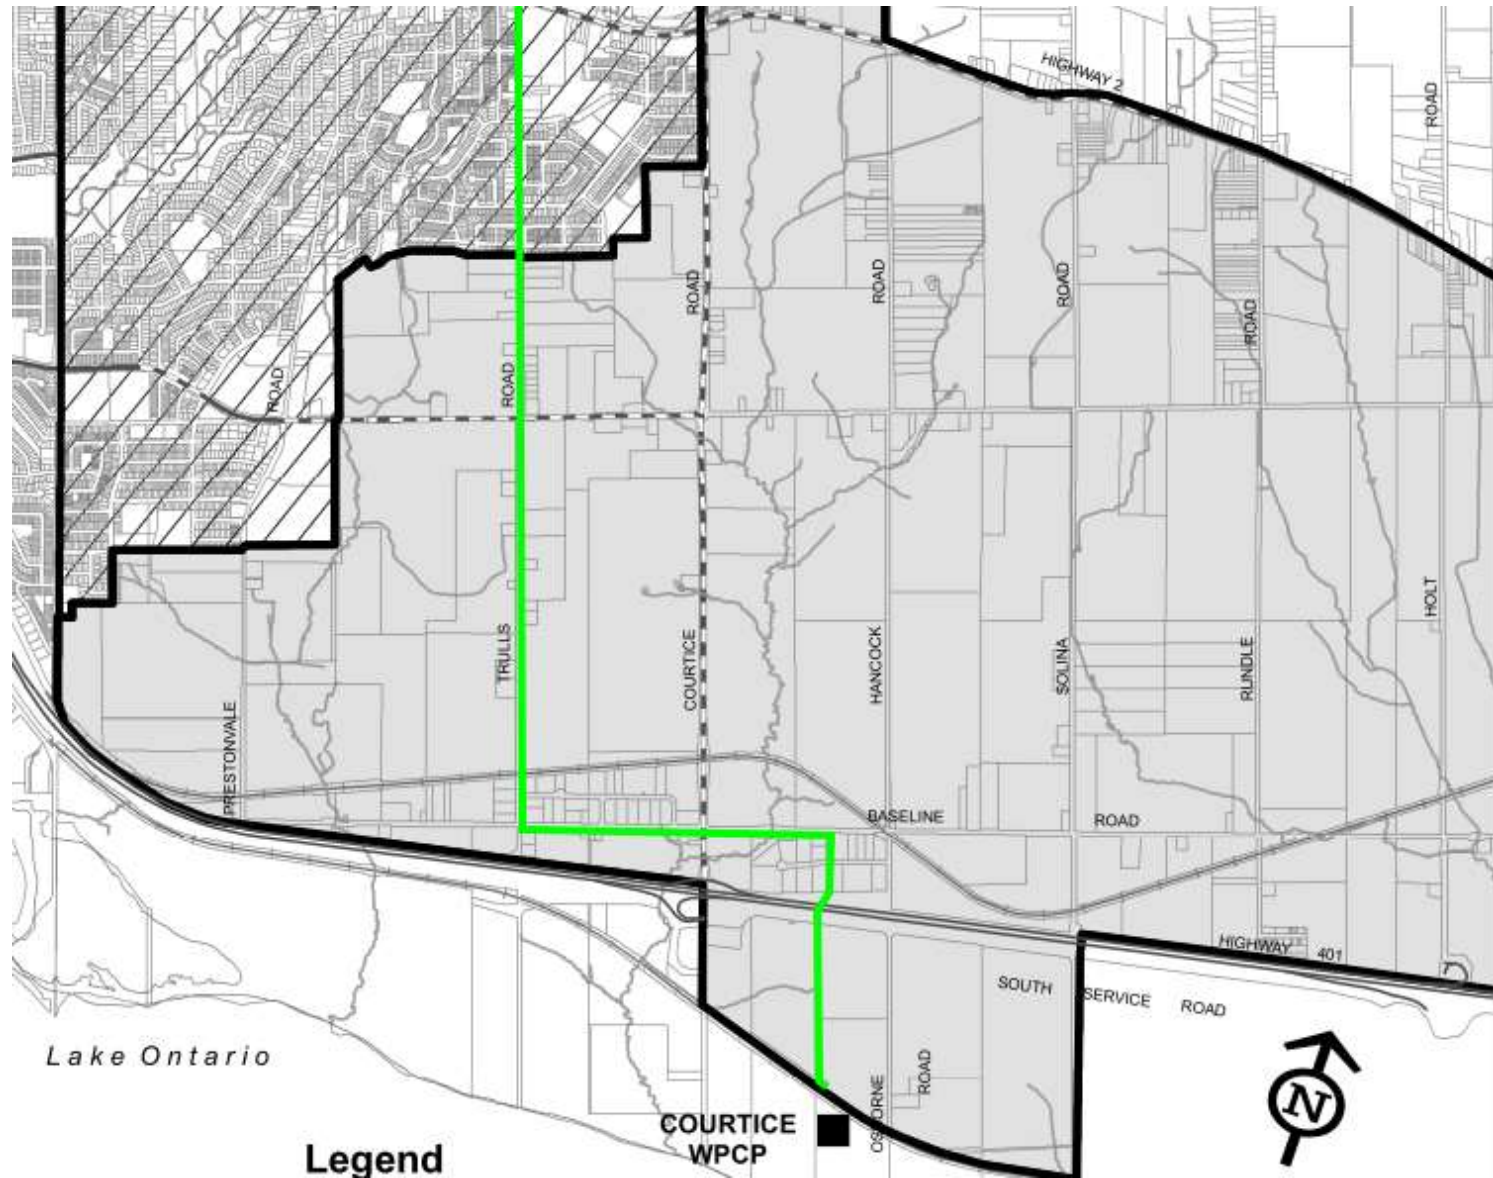 HIGHWAY 2
ROAD
ROAD
ROAD
ROAD
ROAD
ROAD
ROAD
HOLT
TRULLS
COURTICE
HANCOCK
SOLINA
RUNDLE
PRESTONVALE
BASELINE ROAD
HIGHWAY 401
SOUTH SERVICE ROAD
Lake Ontario
ROAD
OSBORNE
COURTICE
WPCP
N
Legend